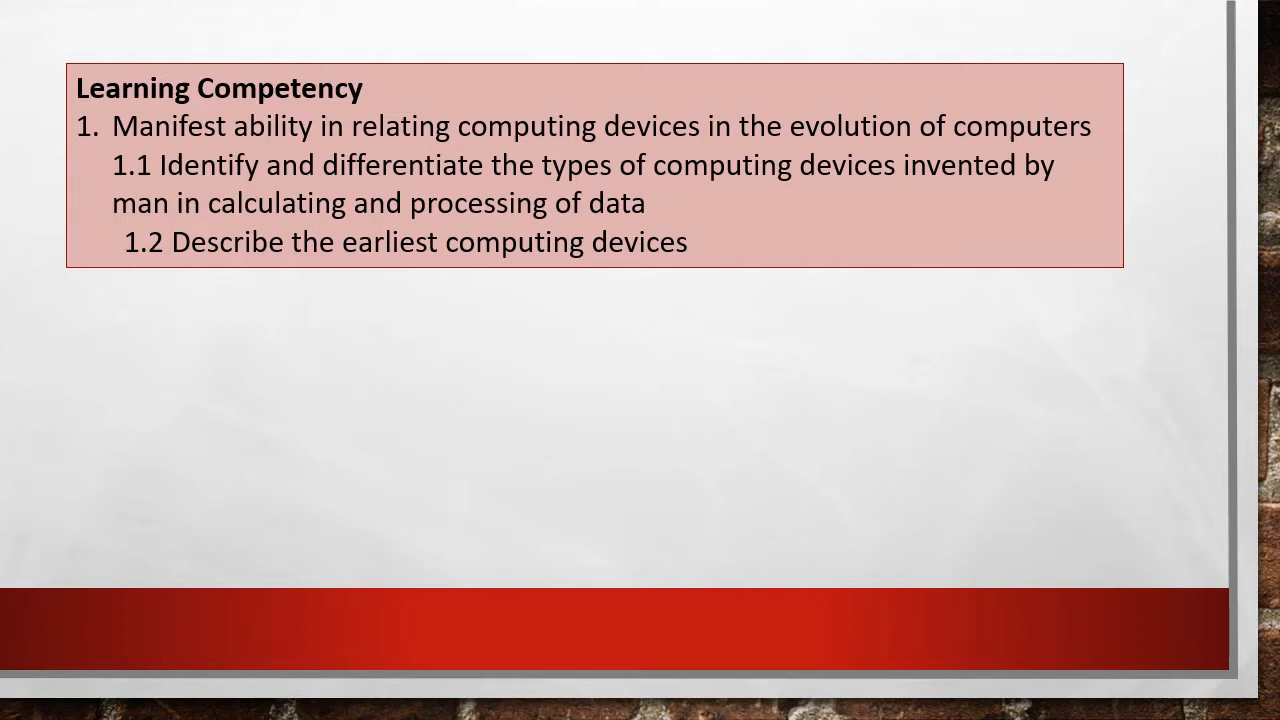 Learning Competency
1. Manifest ability in relating computing devices in the evolution of computers
1.1 Identify and differentiate the types of computing devices invented by
man in calculating and processing of data
1.2 Describe the earliest computing devices